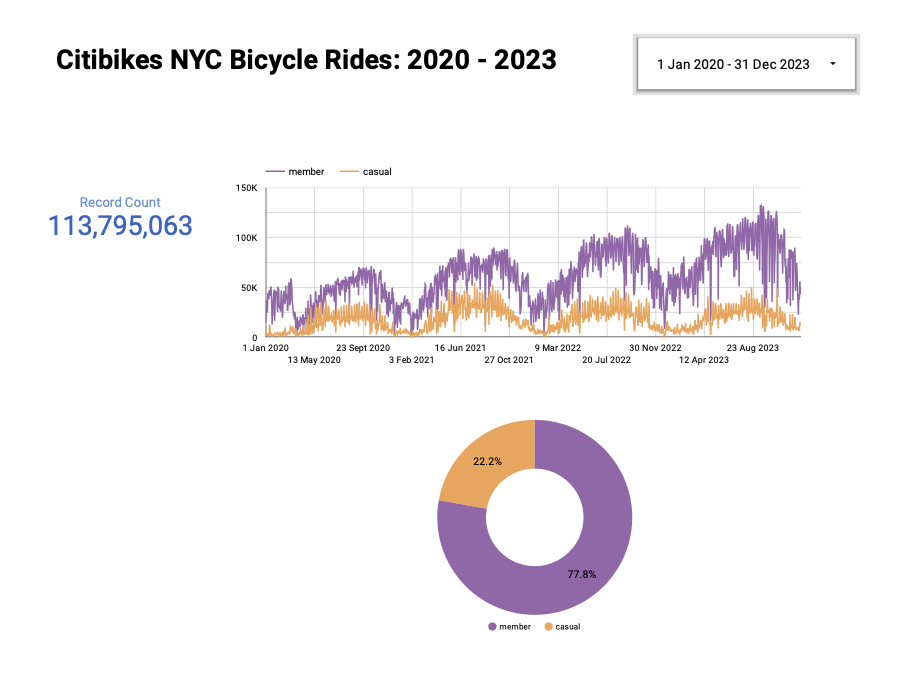 Citibikes NYC Bicycle Rides: 2020 - 2023
1 Jan 2020 - 31 Dec 2023
Record Count
113,795,063
member casual
150K
100K
50K
0
1 Jan 2020 23 Sept 2020 16 Jun 2021 9 Mar 2022 30 Nov 2022 23 Aug 2023
13 May 2020 3 Feb 2021 27 Oct 2021 20 Jul 2022 12 Apr 2023
22.2%
77.8%
member casual